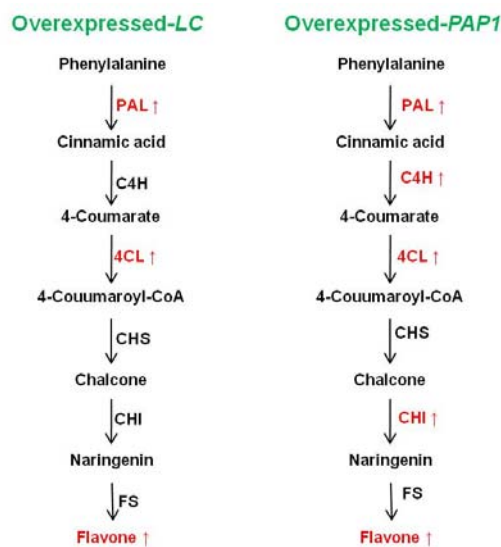 Overexpressed-LC
Phenylalanine
PAL ↑
Cinnamic acid
C4H
4-Coumarate
4CL ↑
4-Couumaroyl-CoA
CHS
Chalcone
CHI
Naringenin
FS
Flavone ↑
Overexpressed-PAP1
Phenylalanine
PAL ↑
Cinnamic acid
C4H ↑
4-Coumarate
4CL ↑
4-Couumaroyl-CoA
CHS
Chalcone
CHI ↑
Naringenin
FS
Flavone ↑